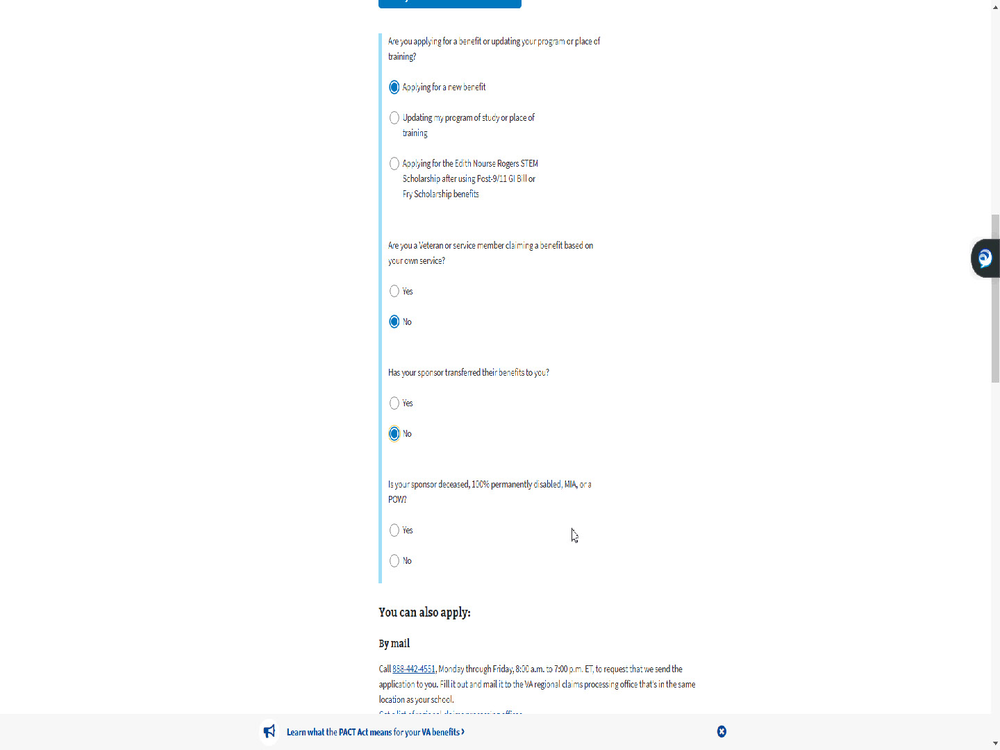 Are you applying for a benefit or updating your program or place of
training?
Applying for a new benefit
Updating my program of study or place of
training
Applying for the Edith Nourse Rogers STEM
Scholarship after using Post-9/11 GI Bill or
Fry Scholarship benefits
Are you a Veteran or service member claiming a benefit based on
your own service?
Yes
No
Has your sponsor transferred their benefits to you?
Yes
No
Is your sponsor deceased, 100% permanently disabled, MIA, or a
POW?
Yes
No
You can also apply:
By mail
Call 888-442-4551, Monday through Friday, 8:00 a.m. to 7:00 p.m. ET, to request that we send the
application to you. Fill it out and mail it to the VA regional claims processing office that's in the same
location as your school.
Get a list of regional claims processing offices
Learn what the PACT Act means for your VA benefits